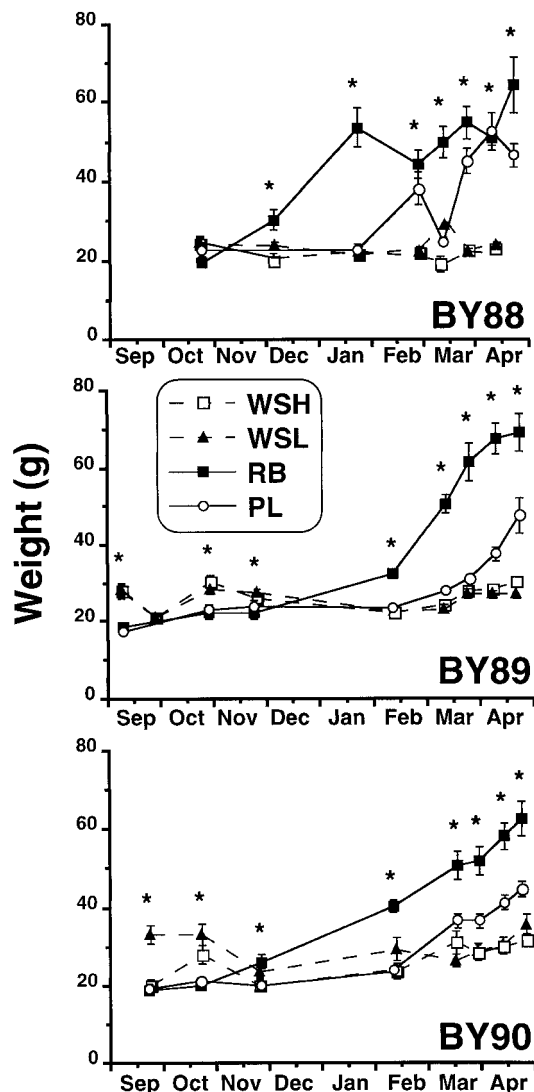 80
60
40
20
0
* * * * * * * *
BY88
Sep Oct Nov Dec Jan Feb Mar Apr
Weight (g)
80
60
40
20
0
WSH
WSL
RB
PL
* * * * * * * *
BY89
Sep Oct Nov Dec Jan Feb Mar Apr
80
60
40
20
0
* * * * * * * *
BY90
Sep Oct Nov Dec Jan Feb Mar Apr